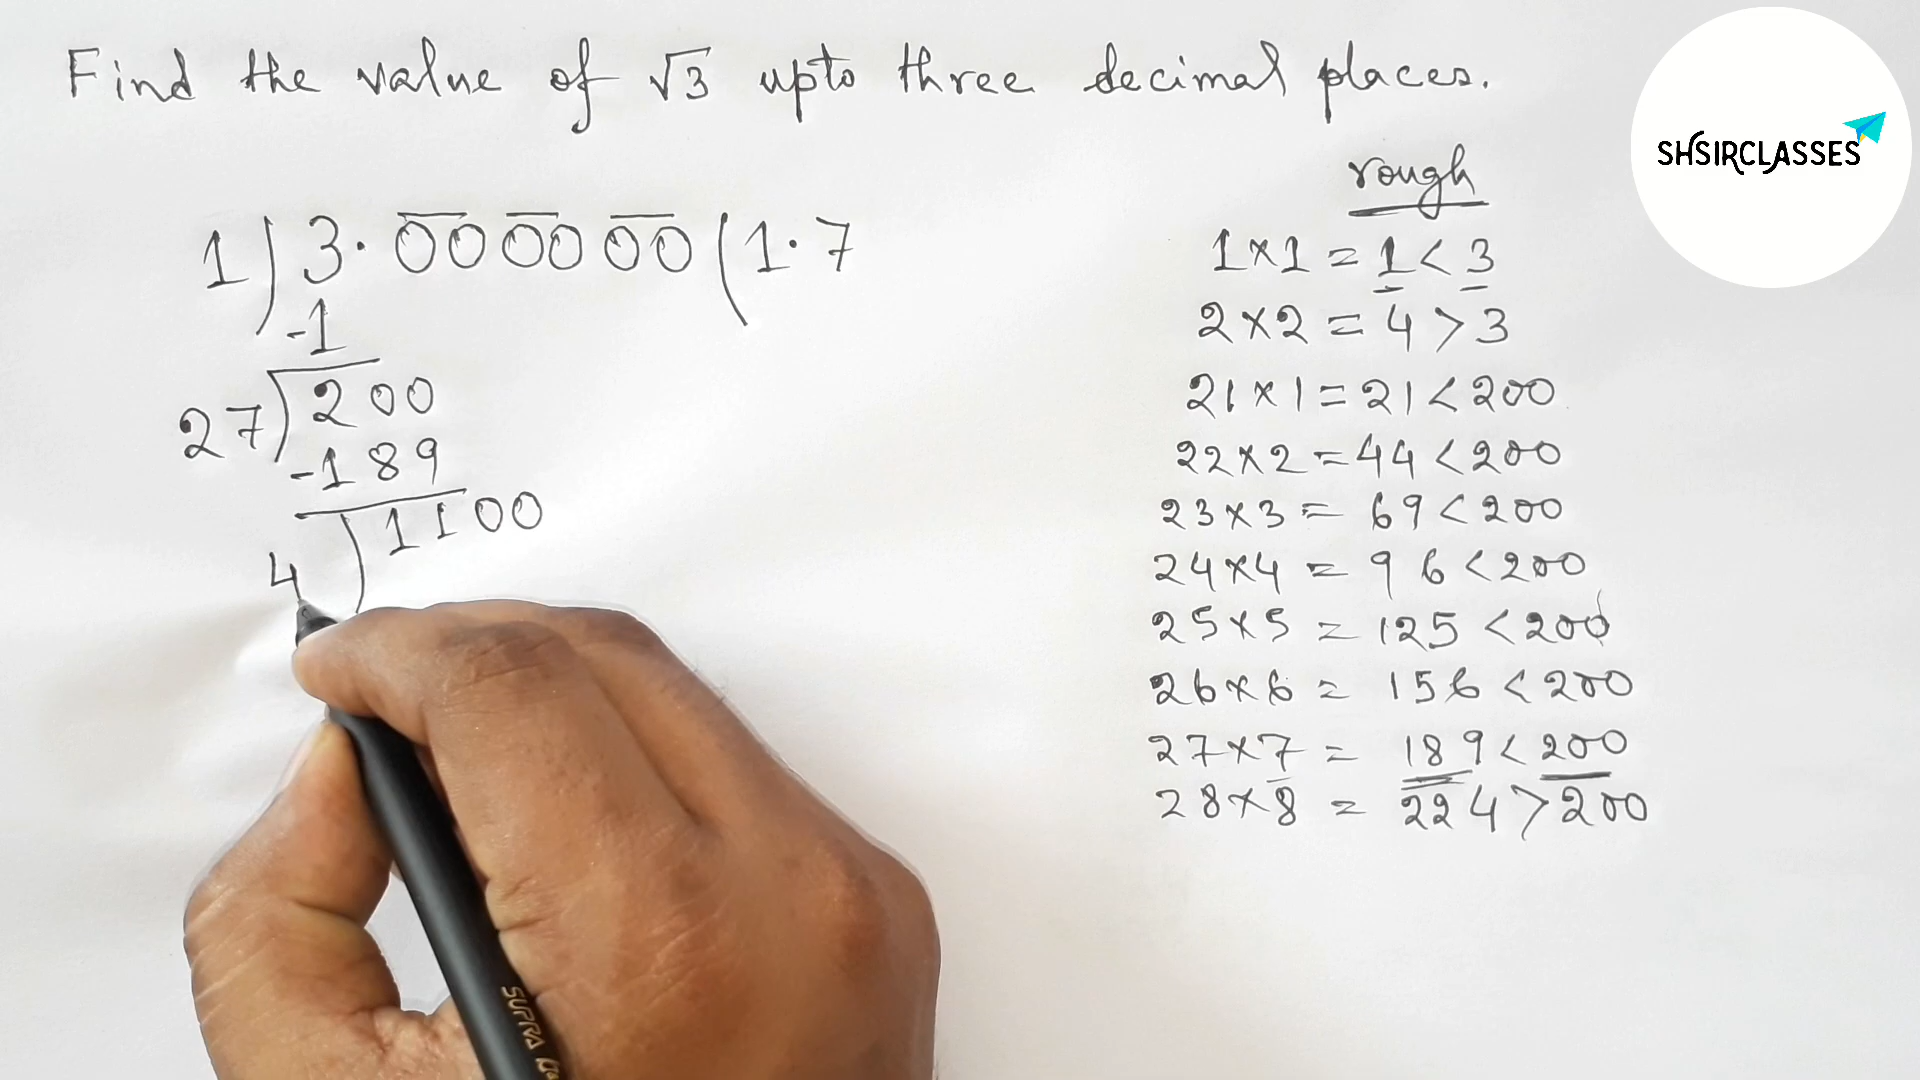 Find the value of √3 upto three decimal places.
SHSIRCLASSES
rough
1) 3.00 00 00 (1.7
-1
27) 200
-189
1100
4
1×1 = 1 < 3
2×2 = 4 > 3
21×1 = 21 < 200
22×2 = 44 < 200
23×3 = 69 < 200
24×4 = 96 < 200
25×5 = 125 < 200
26×6 = 156 < 200
27×7 = 189 < 200
28×8 = 224 > 200
SUPRA